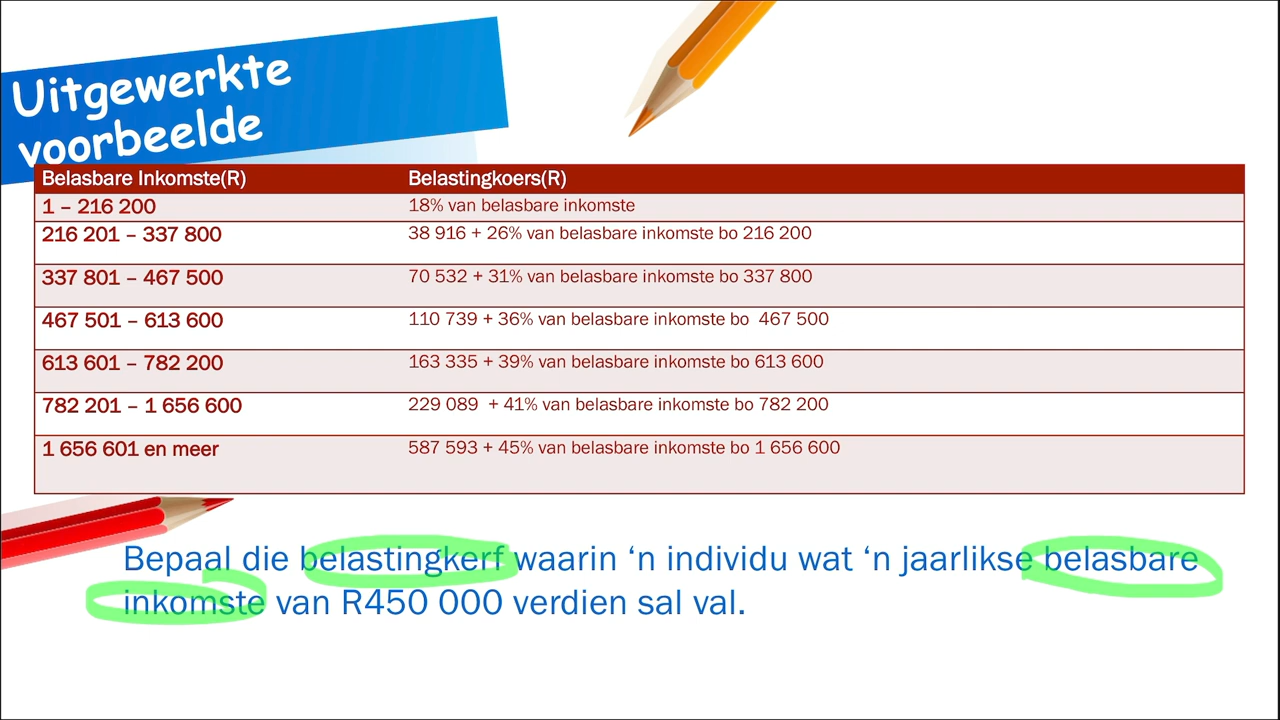 Uitgewerkte
voorbeelde
Belasbare Inkomste(R) Belastingkoers(R)
1 – 216 200 18% van belasbare inkomste
216 201 – 337 800 38 916 + 26% van belasbare inkomste bo 216 200
337 801 – 467 500 70 532 + 31% van belasbare inkomste bo 337 800
467 501 – 613 600 110 739 + 36% van belasbare inkomste bo 467 500
613 601 – 782 200 163 335 + 39% van belasbare inkomste bo 613 600
782 201 – 1 656 600 229 089 + 41% van belasbare inkomste bo 782 200
1 656 601 en meer 587 593 + 45% van belasbare inkomste bo 1 656 600
Bepaal die belastingkerf waarin ‘n individu wat ‘n jaarlikse belasbare
inkomste van R450 000 verdien sal val.